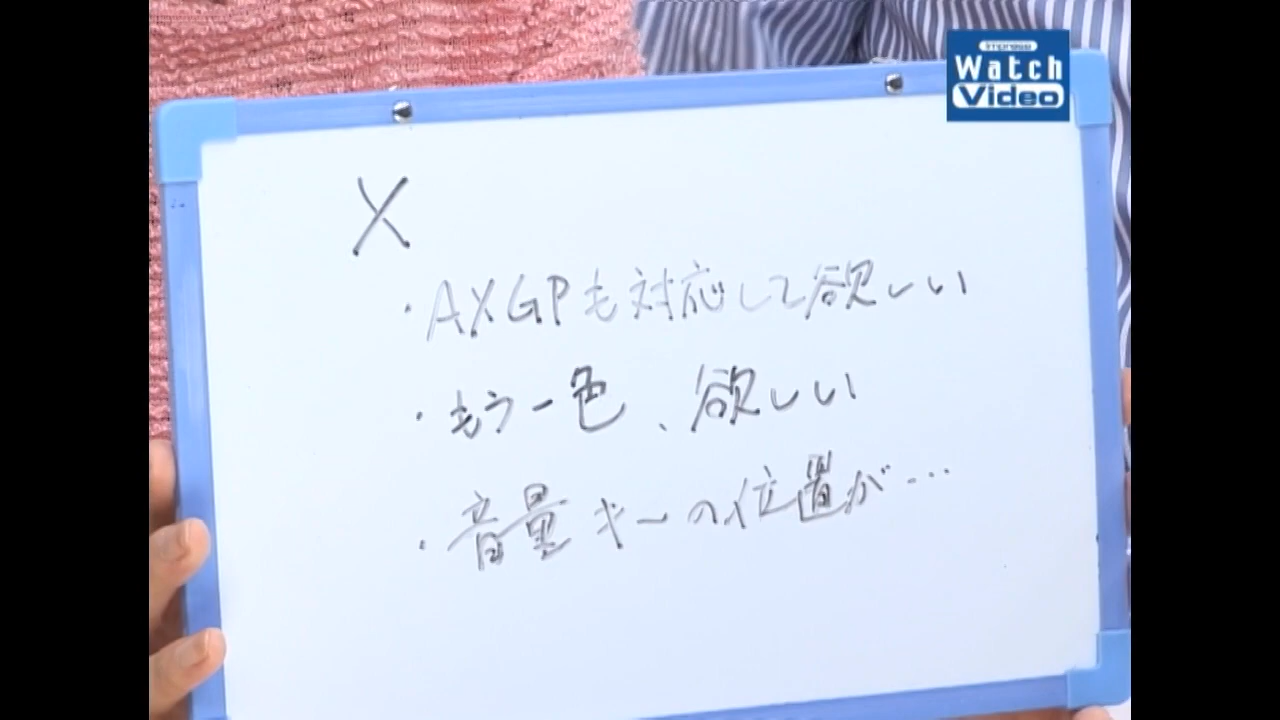 impress
Watch
Video
X
・AXGPも対応して欲しい
・もう一色、欲しい
・音量キーの位置が…